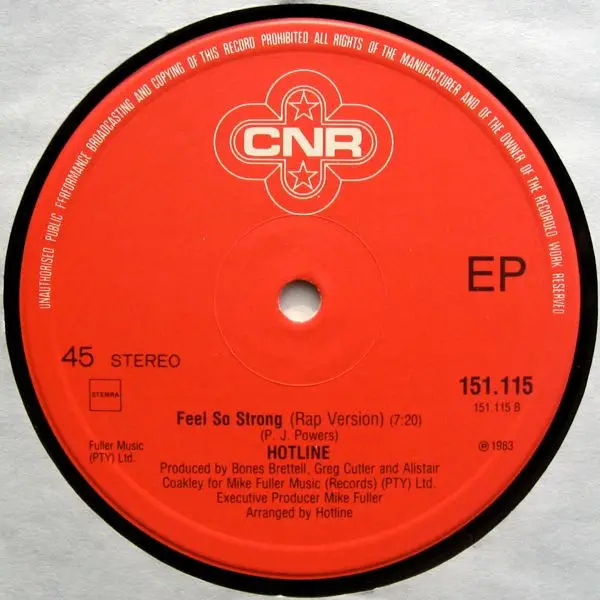 UNAUTHORISED PUBLIC PERFORMANCE BROADCASTING AND COPYING OF THIS RECORD PROHIBITED ALL RIGHTS OF THE MANUFACTURER AND OF THE OWNER OF THE RECORDED WORK RESERVED
CNR
EP
45 STEREO
STEMRA
151.115
151.115 B
Feel So Strong (Rap Version) (7:20)
(P. J. Powers)
Fuller Music
(PTY) Ltd.
HOTLINE
℗ 1983
Produced by Bones Brettell, Greg Cutler and Alistair
Coakley for Mike Fuller Music (Records) (PTY) Ltd.
Executive Producer Mike Fuller
Arranged by Hotline